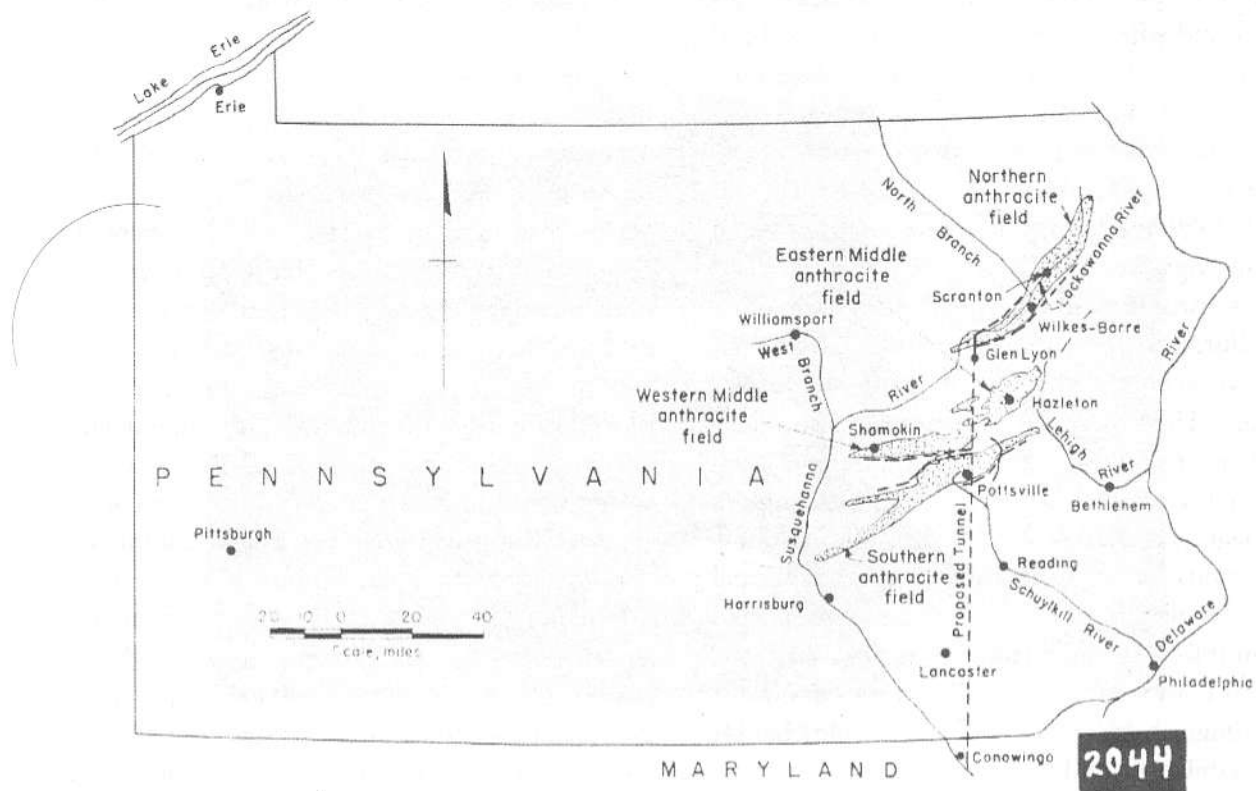 Lake Erie
Erie
North Branch
Northern
anthracite
field
Lackawanna River
Eastern Middle
anthracite
field
Scranton
Williamsport
West Branch
Wilkes-Barre
River
Glen Lyon
River
Western Middle
anthracite
field
Hazleton
Shamokin
Lehigh River
PENNSYLVANIA
Susquehanna
Pottsville
Bethlehem
Pittsburgh
Southern
anthracite
field
Proposed Tunnel
Reading
Schuylkill River
Harrisburg
Delaware
20 10 0 20 40
Scale, miles
Lancaster
Philadelphia
Conowingo
MARYLAND
2044